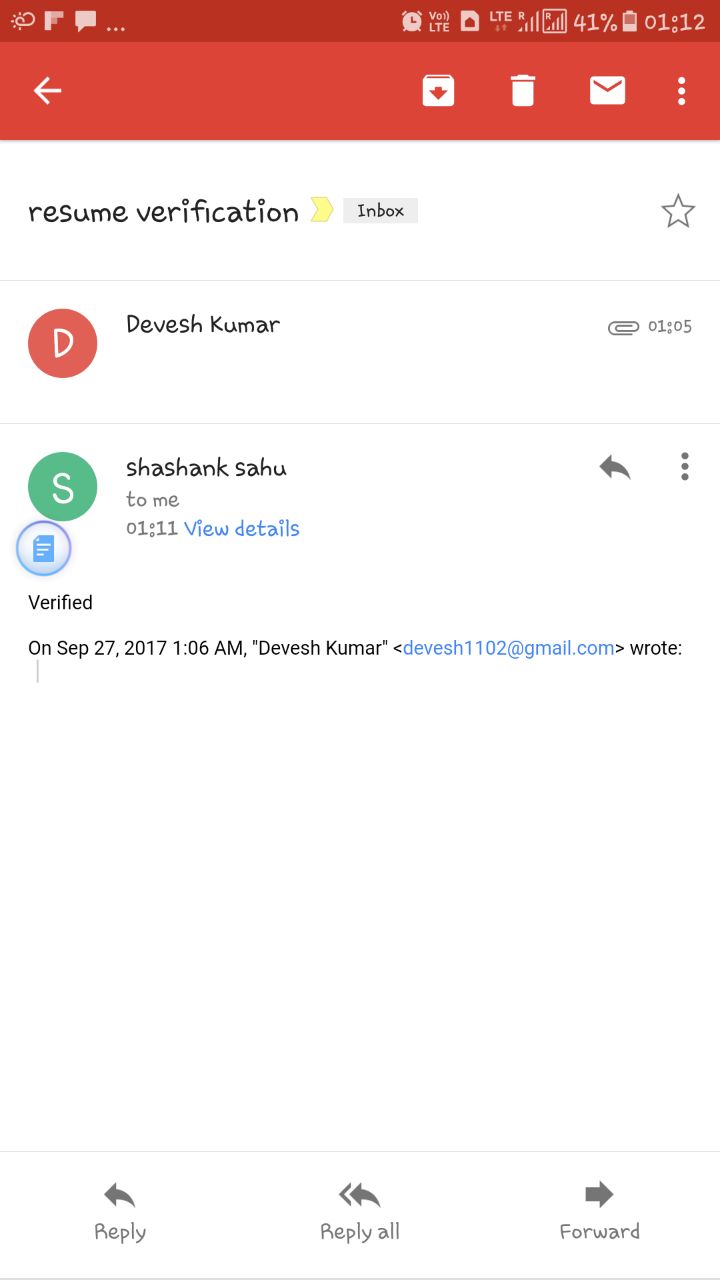 ... Vo)) LTE LTE R R 41% 01:12
resume verification Inbox
D Devesh Kumar 01:05
S shashank sahu
to me
01:11 View details
Verified
On Sep 27, 2017 1:06 AM, "Devesh Kumar" <devesh1102@gmail.com> wrote:
Reply Reply all Forward